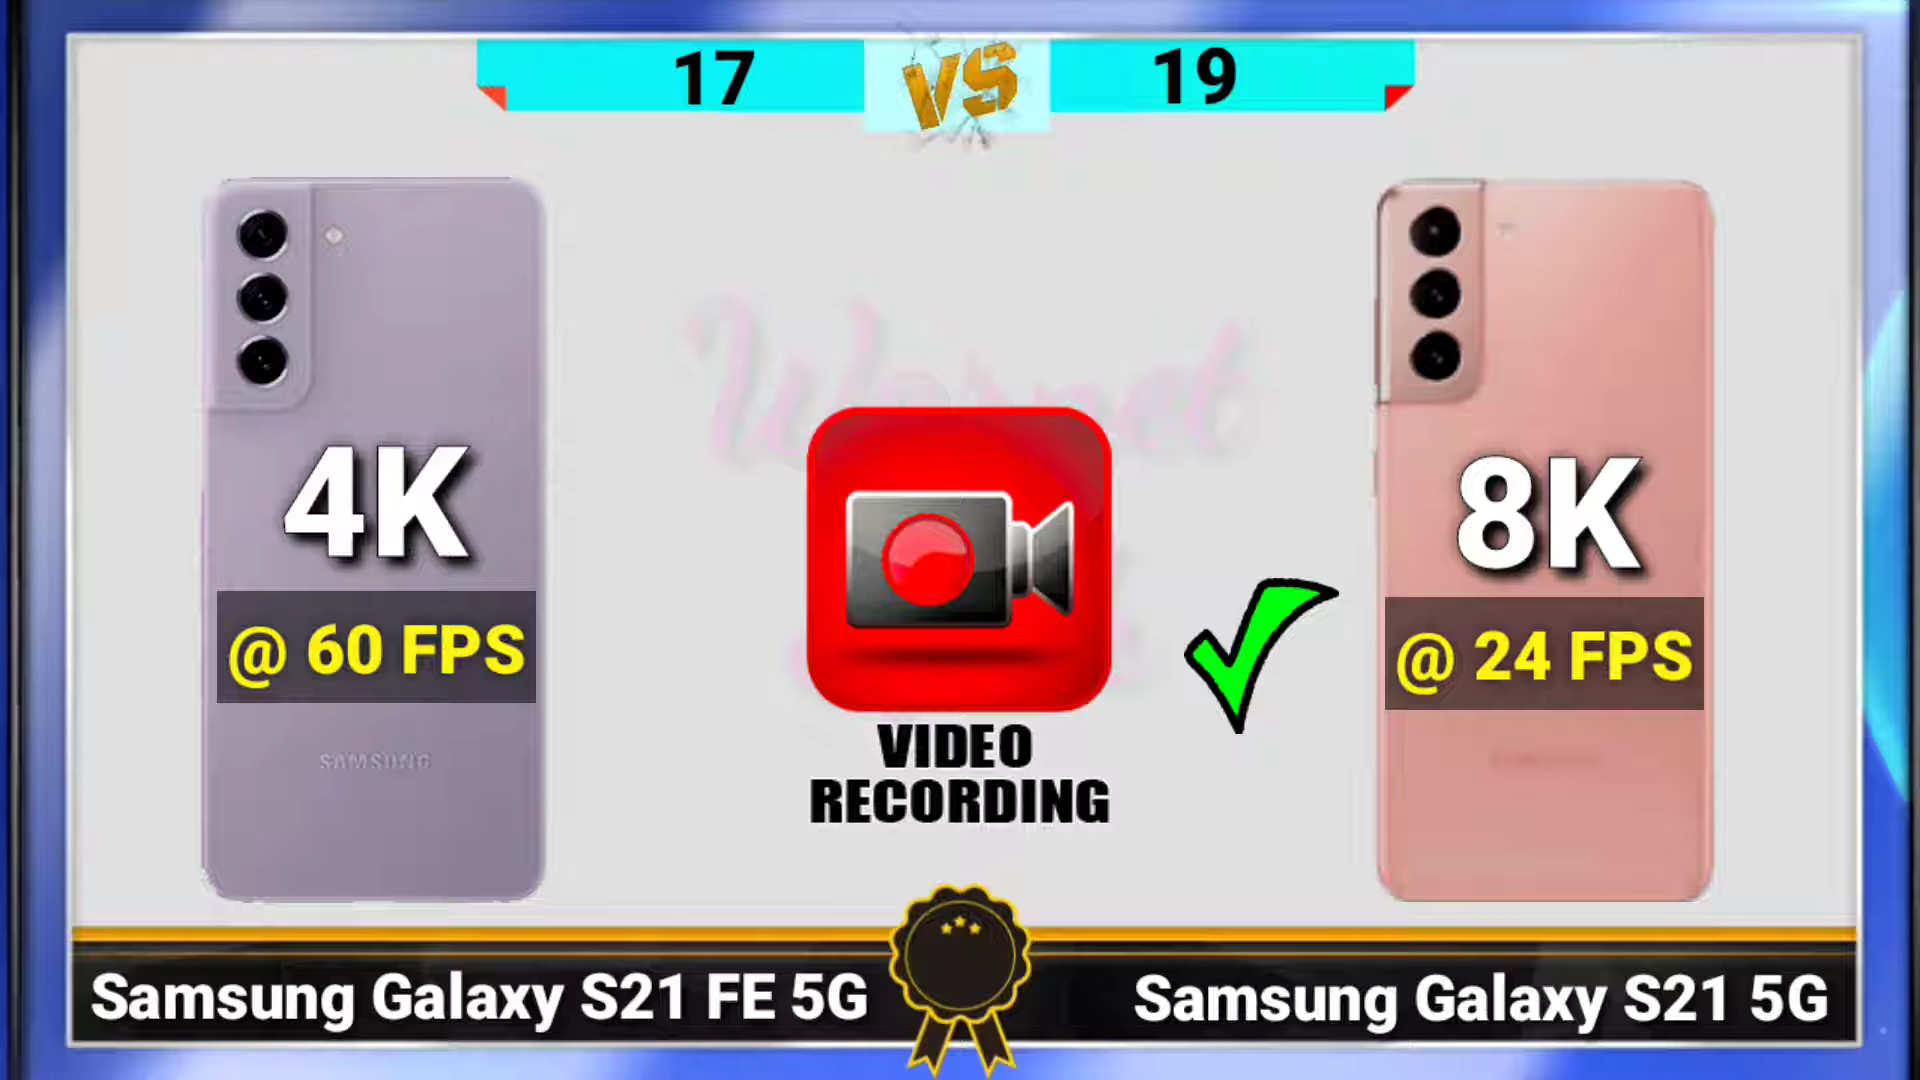 17 VS 19
4K
@ 60 FPS
8K
@ 24 FPS
SAMSUNG
VIDEO
RECORDING
Samsung Galaxy S21 FE 5G
Samsung Galaxy S21 5G